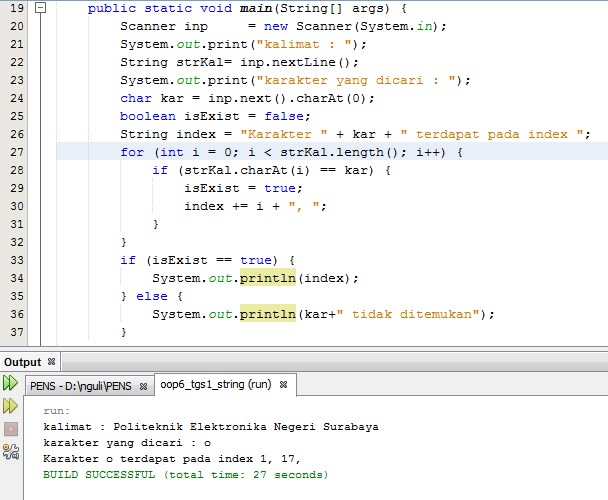 19 public static void main(String[] args) {
20 Scanner inp     = new Scanner(System.in);
21 System.out.print("kalimat : ");
22 String strKal= inp.nextLine();
23 System.out.print("karakter yang dicari : ");
24 char kar = inp.next().charAt(0);
25 boolean isExist = false;
26 String index = "Karakter " + kar + " terdapat pada index ";
27 for (int i = 0; i < strKal.length(); i++) {
28 if (strKal.charAt(i) == kar) {
29 isExist = true;
30 index += i + ", ";
31 }
32 }
33 if (isExist == true) {
34 System.out.println(index);
35 } else {
36 System.out.println(kar+" tidak ditemukan");
37 }
Output
PENS - D:\nguli\PENS oop6_tgs1_string (run)
run:
kalimat : Politeknik Elektronika Negeri Surabaya
karakter yang dicari : o
Karakter o terdapat pada index 1, 17,
BUILD SUCCESSFUL (total time: 27 seconds)